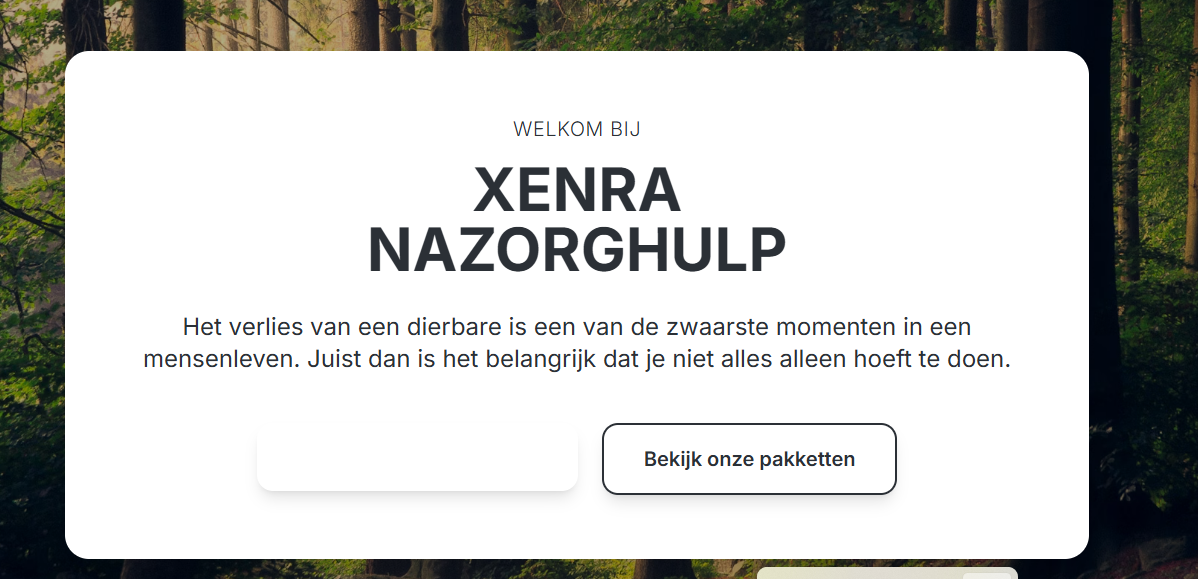 WELKOM BIJ
XENRA
NAZORGHULP
Het verlies van een dierbare is een van de zwaarste momenten in een
mensenleven. Juist dan is het belangrijk dat je niet alles alleen hoeft te doen.
Bekijk onze pakketten